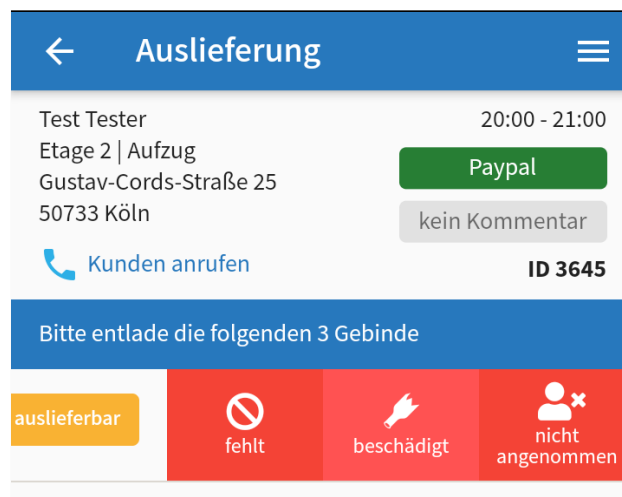 Auslieferung
Test Tester
20:00 - 21:00
Etage 2 | Aufzug
Gustav-Cords-Straße 25
Paypal
50733 Köln
kein Kommentar
Kunden anrufen
ID 3645
Bitte entlade die folgenden 3 Gebinde
auslieferbar
fehlt
beschädigt
nicht
angenommen